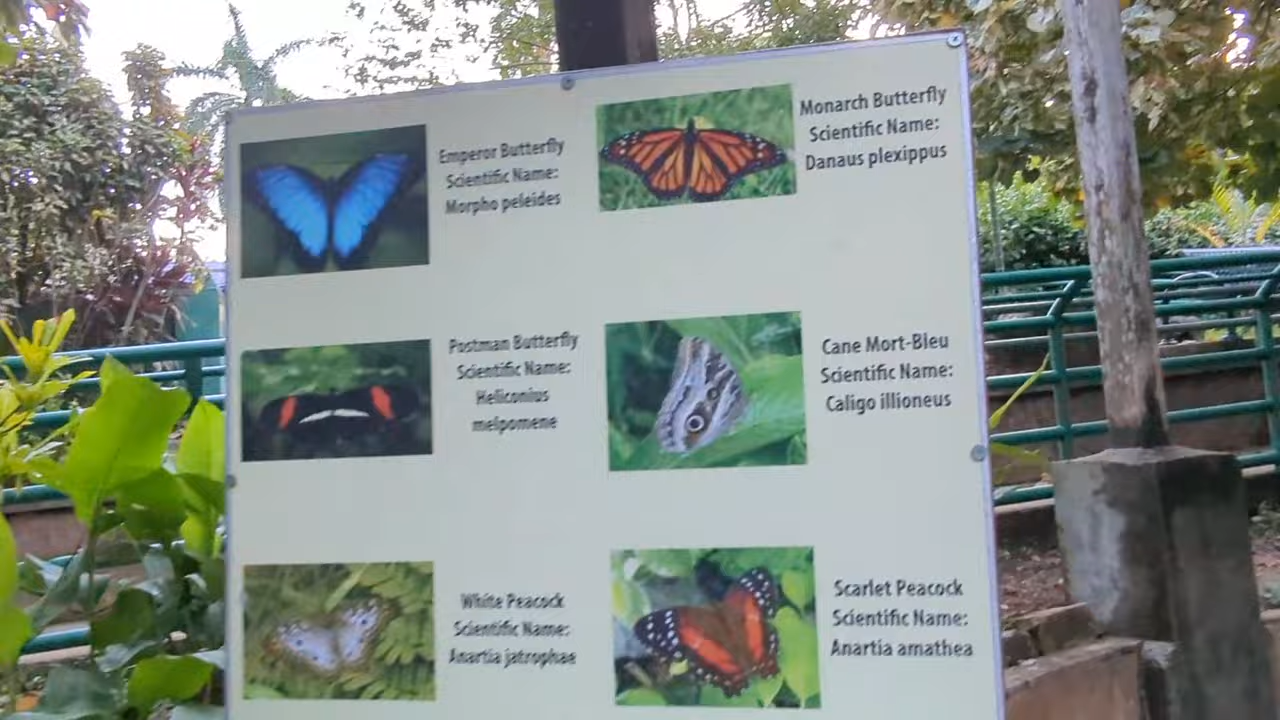 Emperor Butterfly
Scientific Name:
Morpho peleides
Monarch Butterfly
Scientific Name:
Danaus plexippus
Postman Butterfly
Scientific Name:
Heliconius
melpomene
Cane Mort-Bleu
Scientific Name:
Caligo illioneus
White Peacock
Scientific Name:
Anartia jatrophae
Scarlet Peacock
Scientific Name:
Anartia amathea